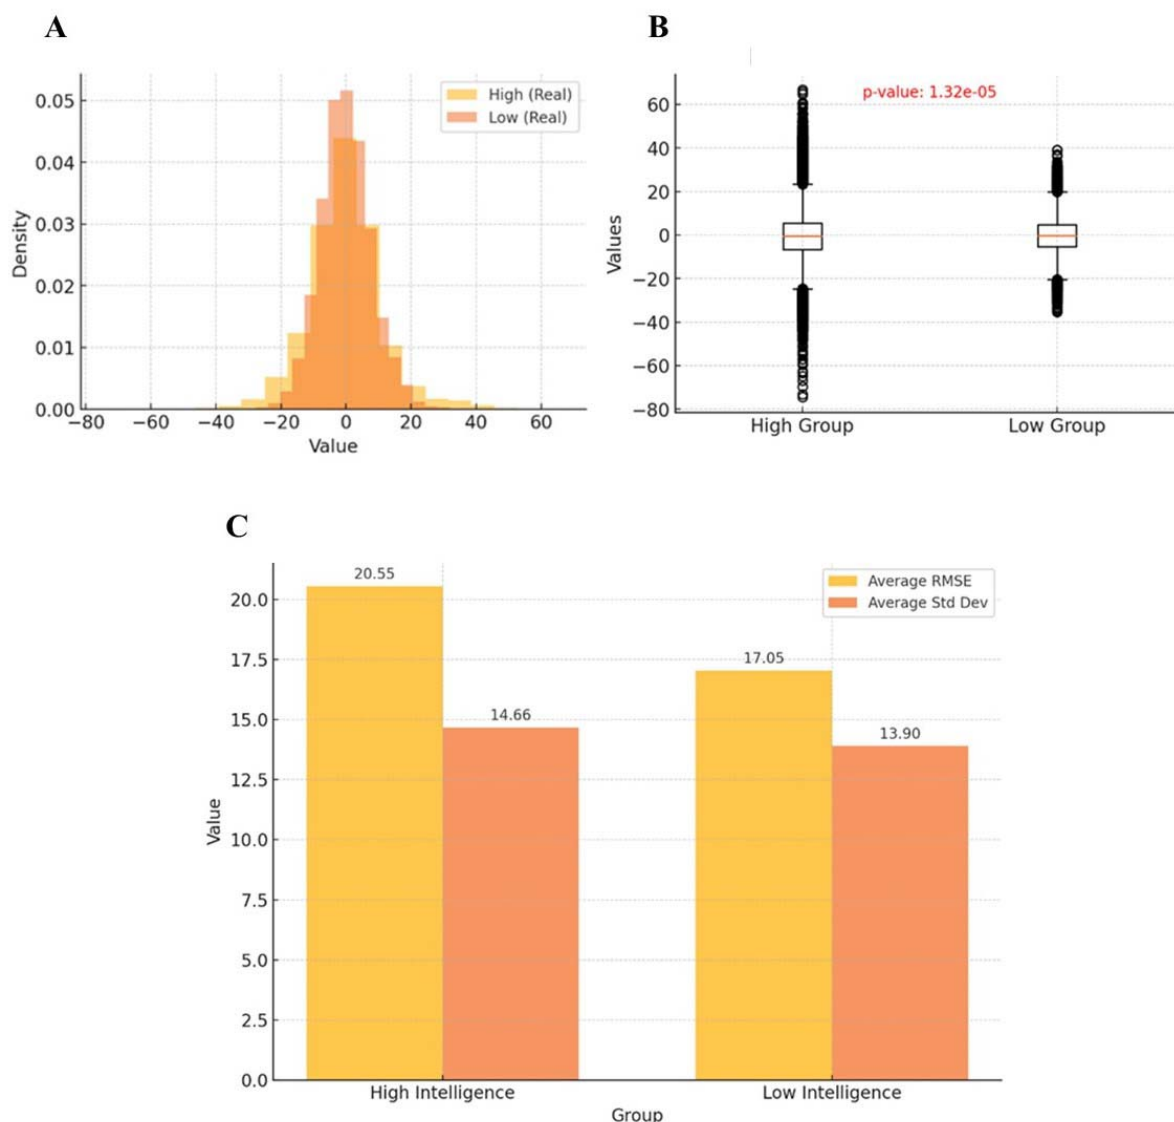 A
0.05
0.04
0.03
0.02
0.01
0.00
Density
−80 −60 −40 −20 0 20 40 60
Value
High (Real)
Low (Real)
B
p-value: 1.32e-05
60
40
20
0
−20
−40
−60
−80
Values
High Group Low Group
C
20.0
17.5
15.0
12.5
10.0
7.5
5.0
2.5
0.0
Value
20.55
14.66
17.05
13.90
Average RMSE
Average Std Dev
High Intelligence Low Intelligence
Group